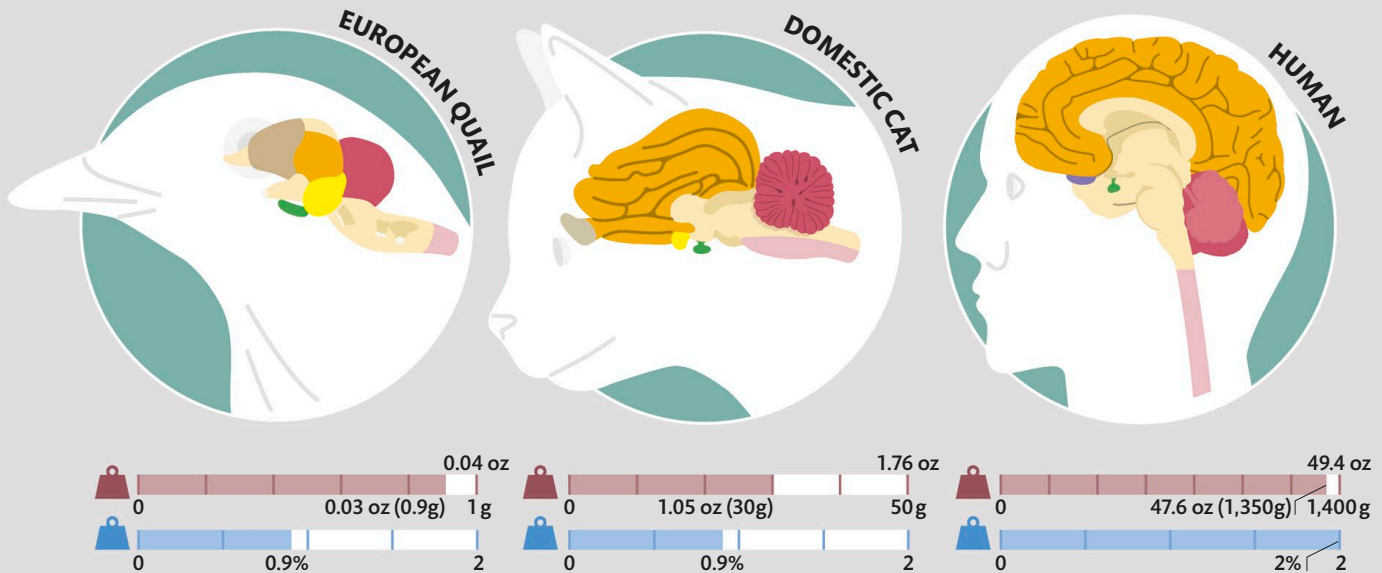 EUROPEAN QUAIL
DOMESTIC CAT
HUMAN
0.04 oz
0
0.03 oz (0.9g)
1 g
0
0.9%
2
1.76 oz
0
1.05 oz (30g)
50 g
0
0.9%
2
49.4 oz
0
47.6 oz (1,350g)
1,400g
0
2%
2